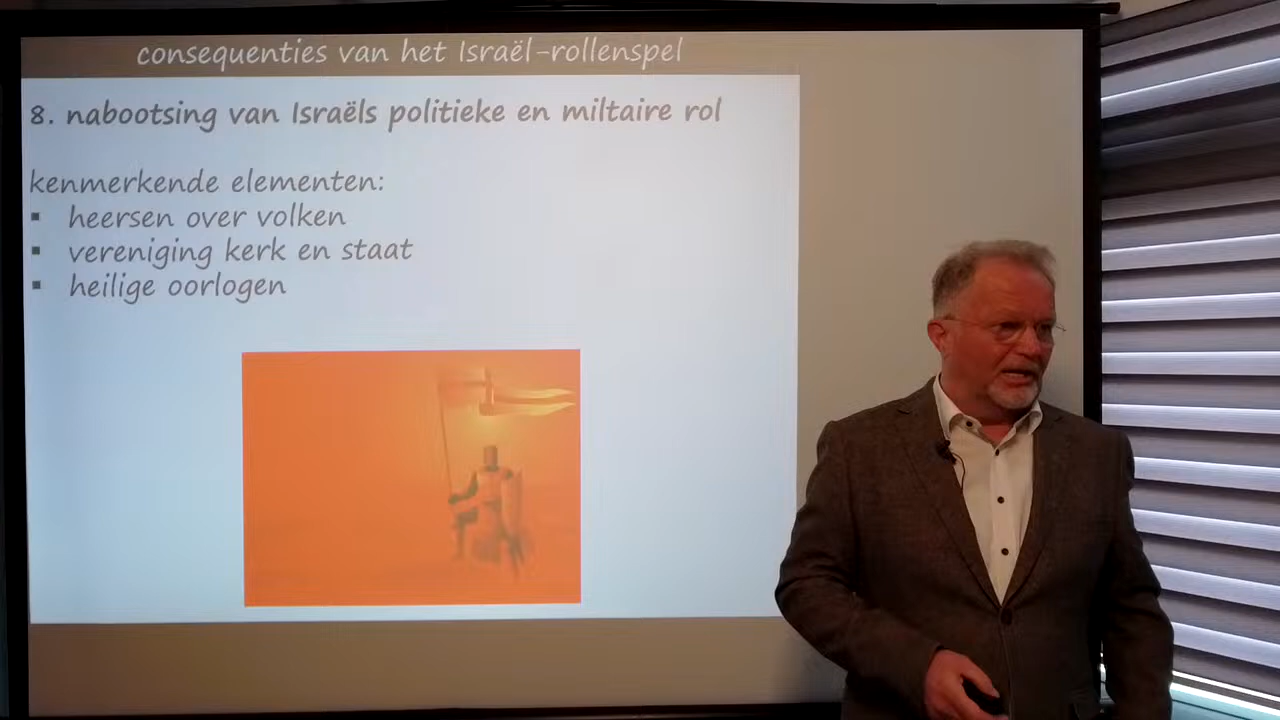 consequenties van het Israël-rollenspel
8. nabootsing van Israëls politieke en miltaire rol
kenmerkende elementen:
▪ heersen over volken
▪ vereniging kerk en staat
▪ heilige oorlogen